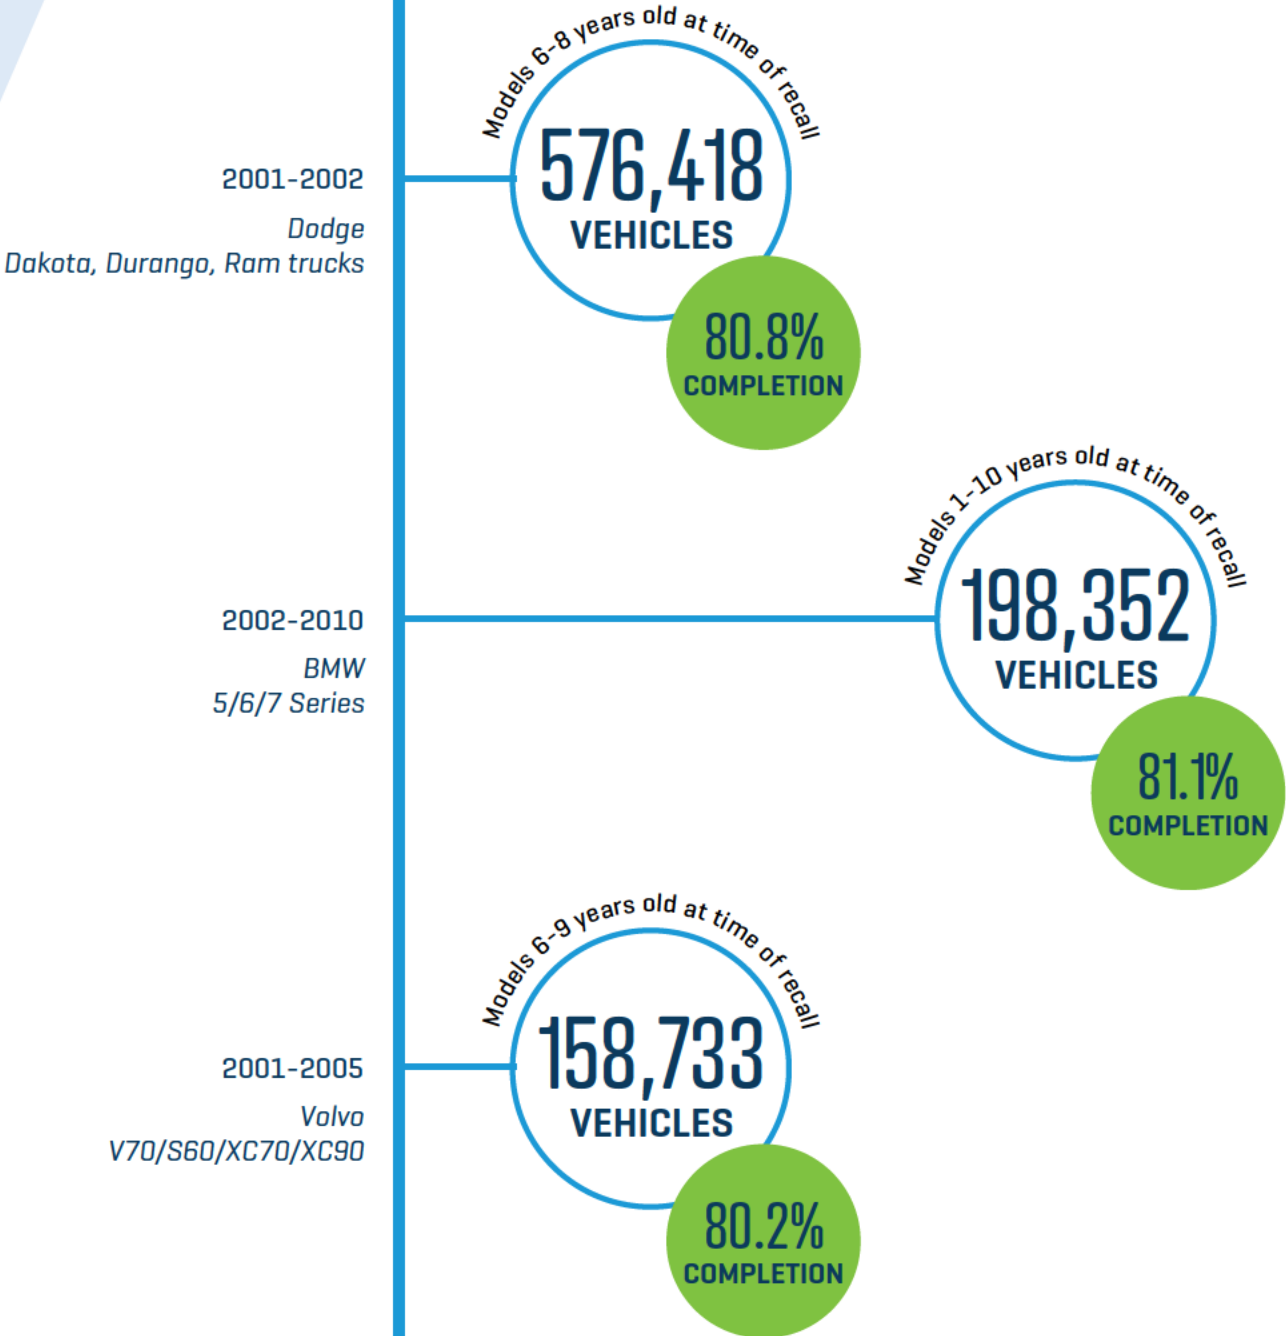 Models 6-8 years old at time of recall
576,418
VEHICLES
2001-2002
Dodge
Dakota, Durango, Ram trucks
80.8%
COMPLETION
Models 1-10 years old at time of recall
198,352
VEHICLES
2002-2010
BMW
5/6/7 Series
81.1%
COMPLETION
Models 6-9 years old at time of recall
158,733
VEHICLES
2001-2005
Volvo
V70/S60/XC70/XC90
80.2%
COMPLETION